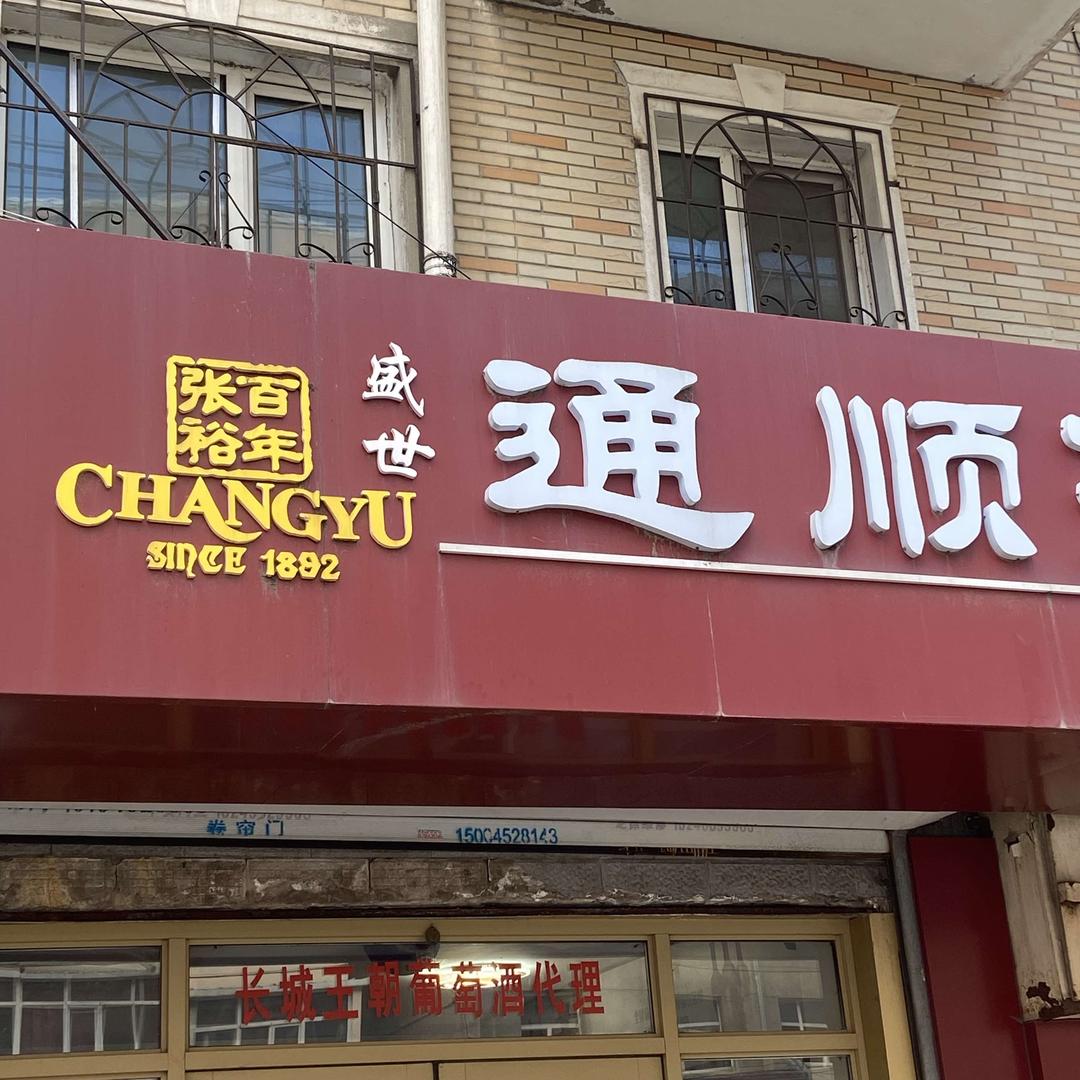 百年
张裕
CHANGYU
SINCE 1892
盛世
通顺
卷帘门
15004528143
长城王朝葡萄酒代理